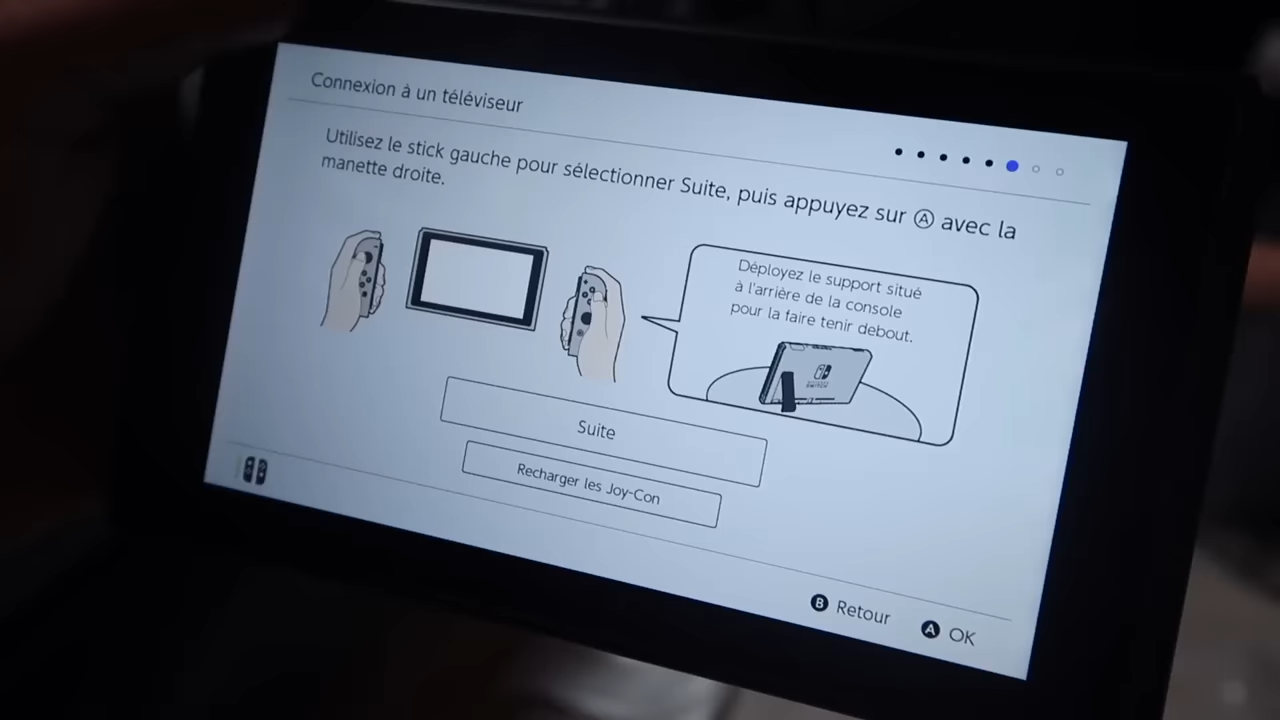 Connexion à un téléviseur
Utilisez le stick gauche pour sélectionner Suite, puis appuyez sur Ⓐ avec la
manette droite.
Déployez le support situé
à l'arrière de la console
pour la faire tenir debout.
SWITCH
Suite
Recharger les Joy-Con
B Retour
A OK